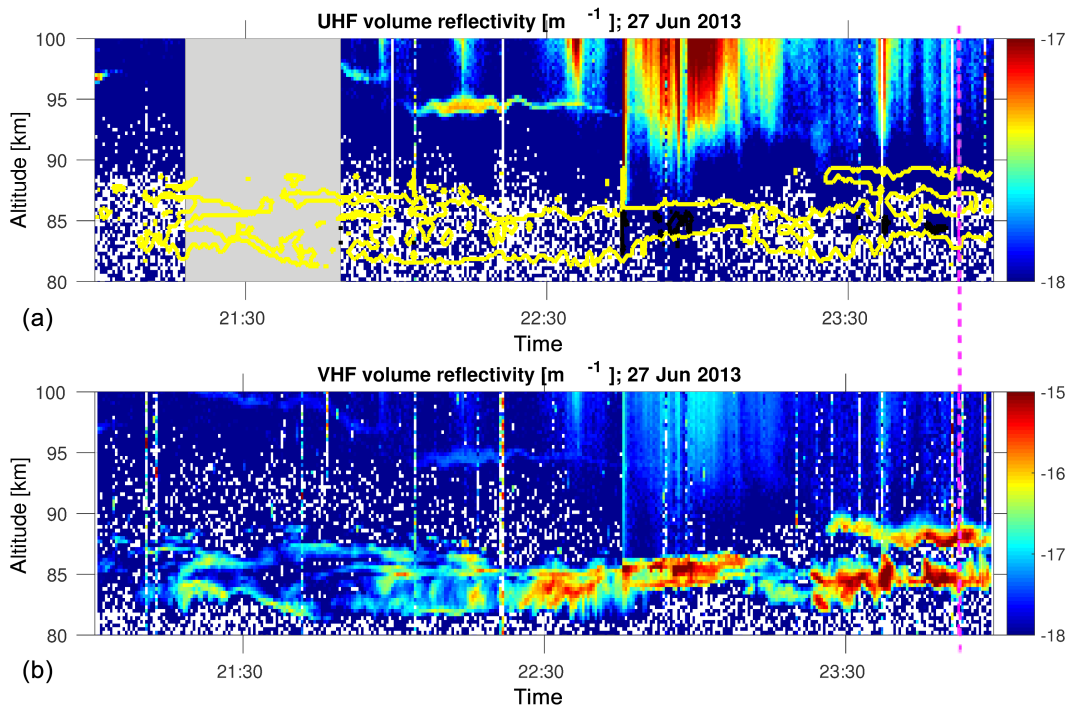 UHF volume reflectivity [m -1 ]; 27 Jun 2013
100
95
90
85
80
Altitude [km]
-17
-18
21:30
22:30
23:30
Time
(a)
VHF volume reflectivity [m -1 ]; 27 Jun 2013
100
95
90
85
80
Altitude [km]
-15
-16
-17
-18
21:30
22:30
23:30
Time
(b)